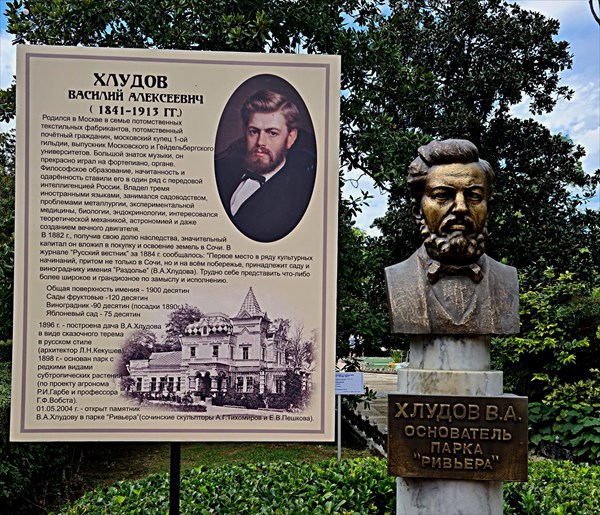 ХЛУДОВ
ВАСИЛИЙ АЛЕКСЕЕВИЧ
( 1841-1913 ГГ.)
Родился в Москве в семье потомственных
текстильных фабрикантов, потомственный
почётный гражданин, московский купец 1-ой
гильдии, выпускник Московского и Гейдельбергского
университетов. Большой знаток музыки, он
прекрасно играл на фортепиано, органе.
Философское образование, начитанность и
одарённость ставили его в один ряд с передовой
интеллигенцией России. Владел тремя
иностранными языками, занимался садоводством,
проблемами металлургии, экспериментальной
медицины, биологии, эндокринологии, интересовался
теоретической механикой, астрономией и даже
созданием вечного двигателя.
В 1882 г., получив свою долю наследства, значительный
капитал он вложил в покупку и освоение земель в Сочи. В
журнале "Русский вестник" за 1884 г. сообщалось: "Первое место в ряду культурных
начинаний, притом не только в Сочи, но и на всём побережье, принадлежит саду и
винограднику имения "Раздолье" (В.А.Хлудова). Трудно себе представить что-либо
более широкое и грандиозное по замыслу и исполнению.
Общая поверхность имения - 1900 десятин
Сады фруктовые -120 десятин
Виноградник -90 десятин (посадки 1890г.)
Яблоневый сад - 75 десятин
1896 г. - построена дача В.А.Хлудова
в виде сказочного терема
в русском стиле
(архитектор Л.Н.Кекушев)
1898 г.- основан парк с
редкими видами
субтропических растений
(по проекту агронома
Р.И.Гарбе и профессора
Г.Ф.Вобста).
01.05.2004 г. - открыт памятник
В.А.Хлудову в парке "Ривьера"(сочинские скульпторы А.Г.Тихомиров и Е.В.Пешкова).
ХЛУДОВ В.А.
ОСНОВАТЕЛЬ
ПАРКА
"РИВЬЕРА"